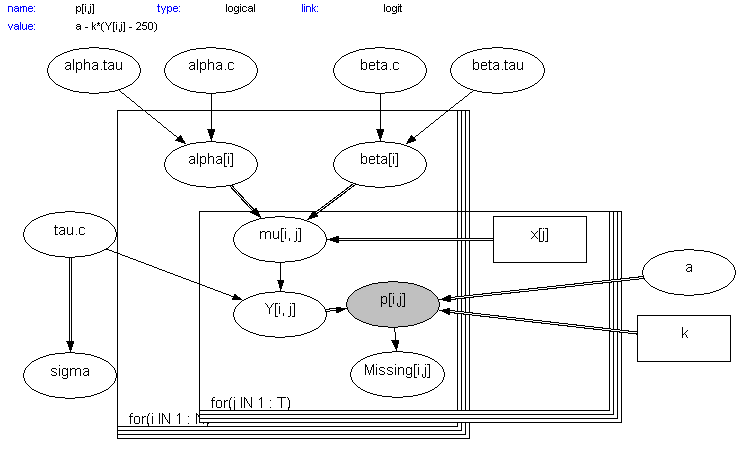 name: p[i,j] type: logical link: logit
value: a - k*(Y[i,j] - 250)
alpha.tau alpha.c beta.c beta.tau
alpha[i] beta[i]
tau.c mu[i, j] x[j]
a
Y[i, j] p[i,j]
k
sigma Missing[i,j]
for(j IN 1 : T)
for(i IN 1 :